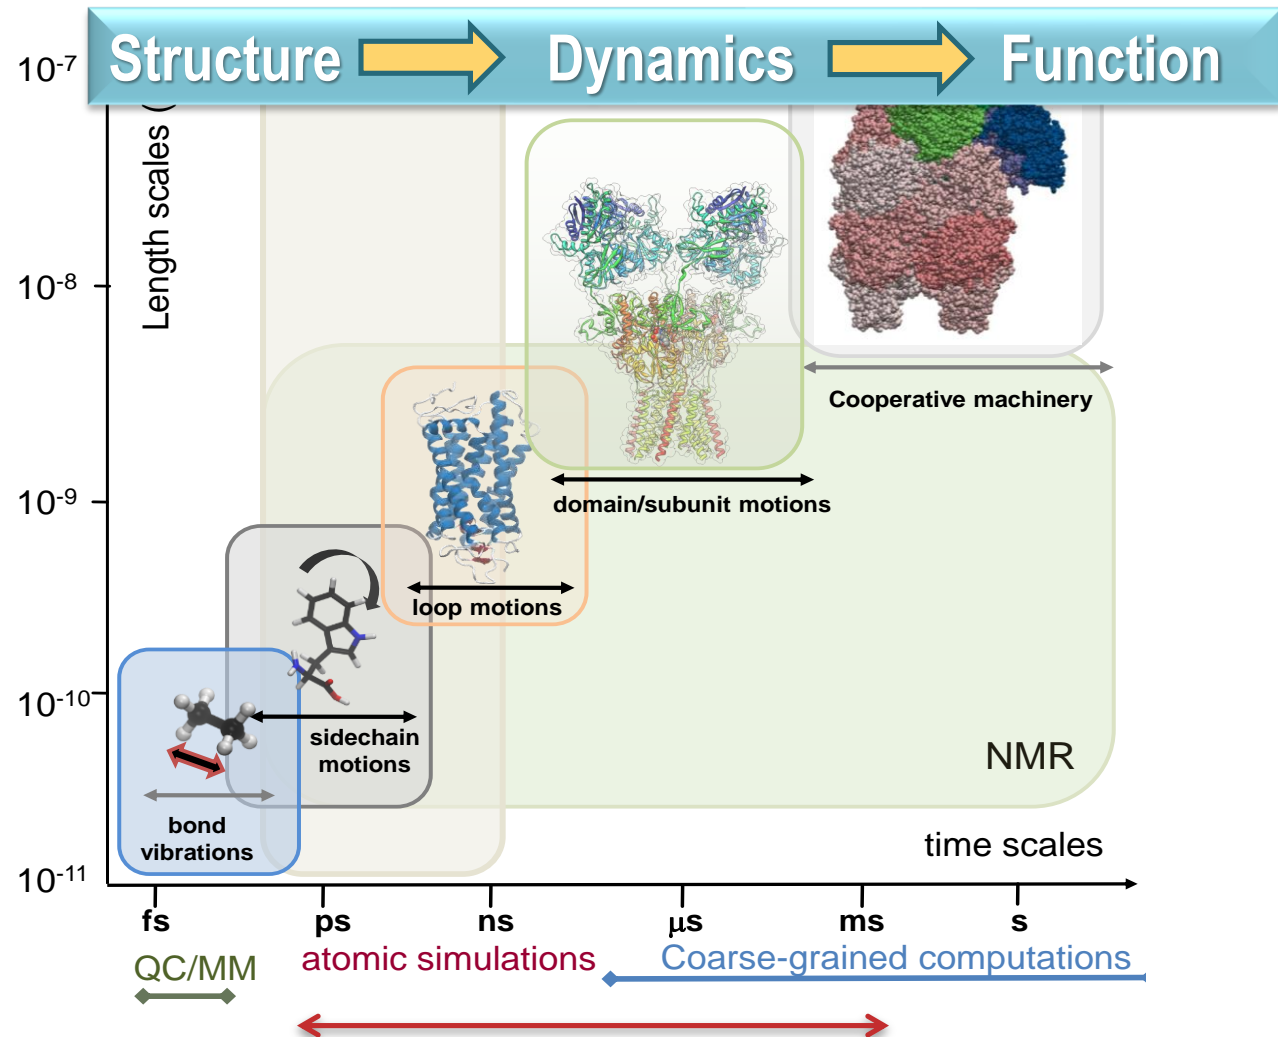 Structure Dynamics Function
10-7
Length scales (
10-8
Cooperative machinery
10-9
domain/subunit motions
loop motions
10-10
sidechain
motions
NMR
bond
vibrations
time scales
10-11
fs ps ns μs ms s
QC/MM atomic simulations Coarse-grained computations